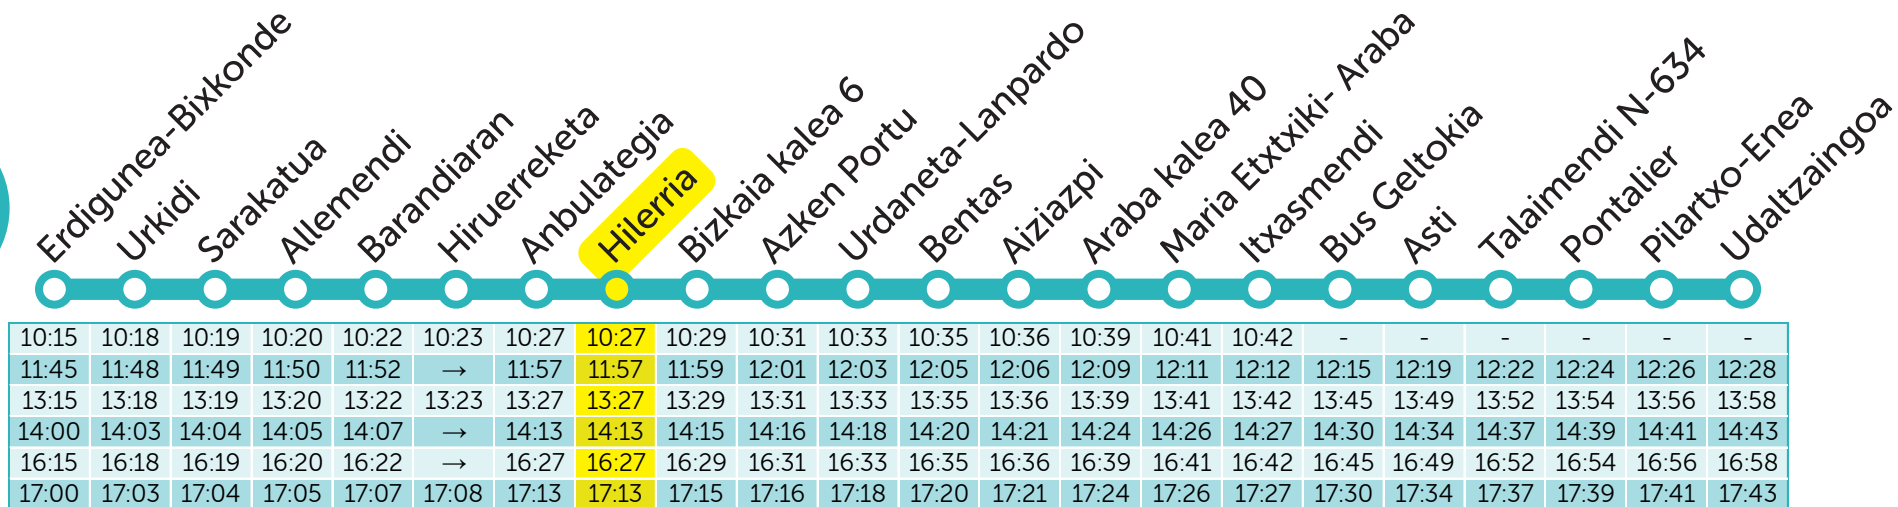 Erdigunea-Bixkonde
Urkidi
Sarakatua
Allemendi
Barandiaran
Hiruerreketa
Anbulategia
Hilerria
Bizkaia kalea 6
Azken Portu
Urdaneta-Lanpardo
Bentas
Aiziazpi
Araba kalea 40
Maria Etxtxiki- Araba
Itxasmendi
Bus Geltokia
Asti
Talaimendi N-634
Pontalier
Pilartxo-Enea
Udaltzaingoa
10:15 10:18 10:19 10:20 10:22 10:23 10:27 10:27 10:29 10:31 10:33 10:35 10:36 10:39 10:41 10:42 - - - - - -
11:45 11:48 11:49 11:50 11:52 → 11:57 11:57 11:59 12:01 12:03 12:05 12:06 12:09 12:11 12:12 12:15 12:19 12:22 12:24 12:26 12:28
13:15 13:18 13:19 13:20 13:22 13:23 13:27 13:27 13:29 13:31 13:33 13:35 13:36 13:39 13:41 13:42 13:45 13:49 13:52 13:54 13:56 13:58
14:00 14:03 14:04 14:05 14:07 → 14:13 14:13 14:15 14:16 14:18 14:20 14:21 14:24 14:26 14:27 14:30 14:34 14:37 14:39 14:41 14:43
16:15 16:18 16:19 16:20 16:22 → 16:27 16:27 16:29 16:31 16:33 16:35 16:36 16:39 16:41 16:42 16:45 16:49 16:52 16:54 16:56 16:58
17:00 17:03 17:04 17:05 17:07 17:08 17:13 17:13 17:15 17:16 17:18 17:20 17:21 17:24 17:26 17:27 17:30 17:34 17:37 17:39 17:41 17:43